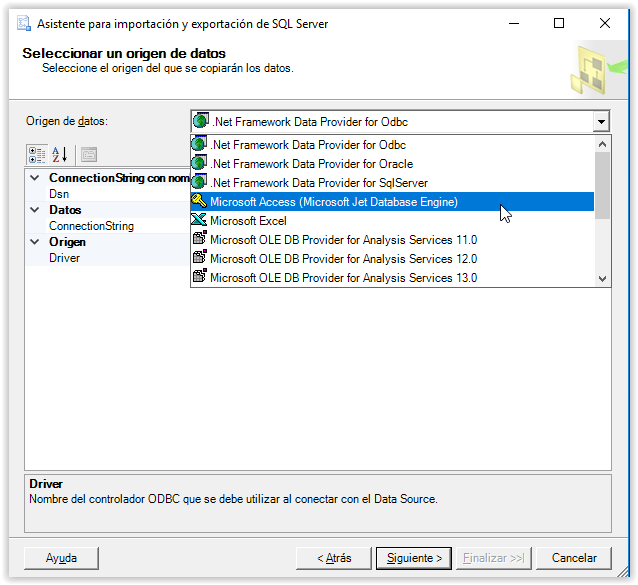 Asistente para importación y exportación de SQL Server
Seleccionar un origen de datos
Seleccione el origen del que se copiarán los datos.
Origen de datos:
.Net Framework Data Provider for Odbc
.Net Framework Data Provider for Odbc
.Net Framework Data Provider for Oracle
.Net Framework Data Provider for SqlServer
Microsoft Access (Microsoft Jet Database Engine)
Microsoft Excel
Microsoft OLE DB Provider for Analysis Services 11.0
Microsoft OLE DB Provider for Analysis Services 12.0
Microsoft OLE DB Provider for Analysis Services 13.0
ConnectionString con nom
Dsn
Datos
ConnectionString
Origen
Driver
Driver
Nombre del controlador ODBC que se debe utilizar al conectar con el Data Source.
Ayuda
< Atrás
Siguiente >
Finalizar >>|
Cancelar